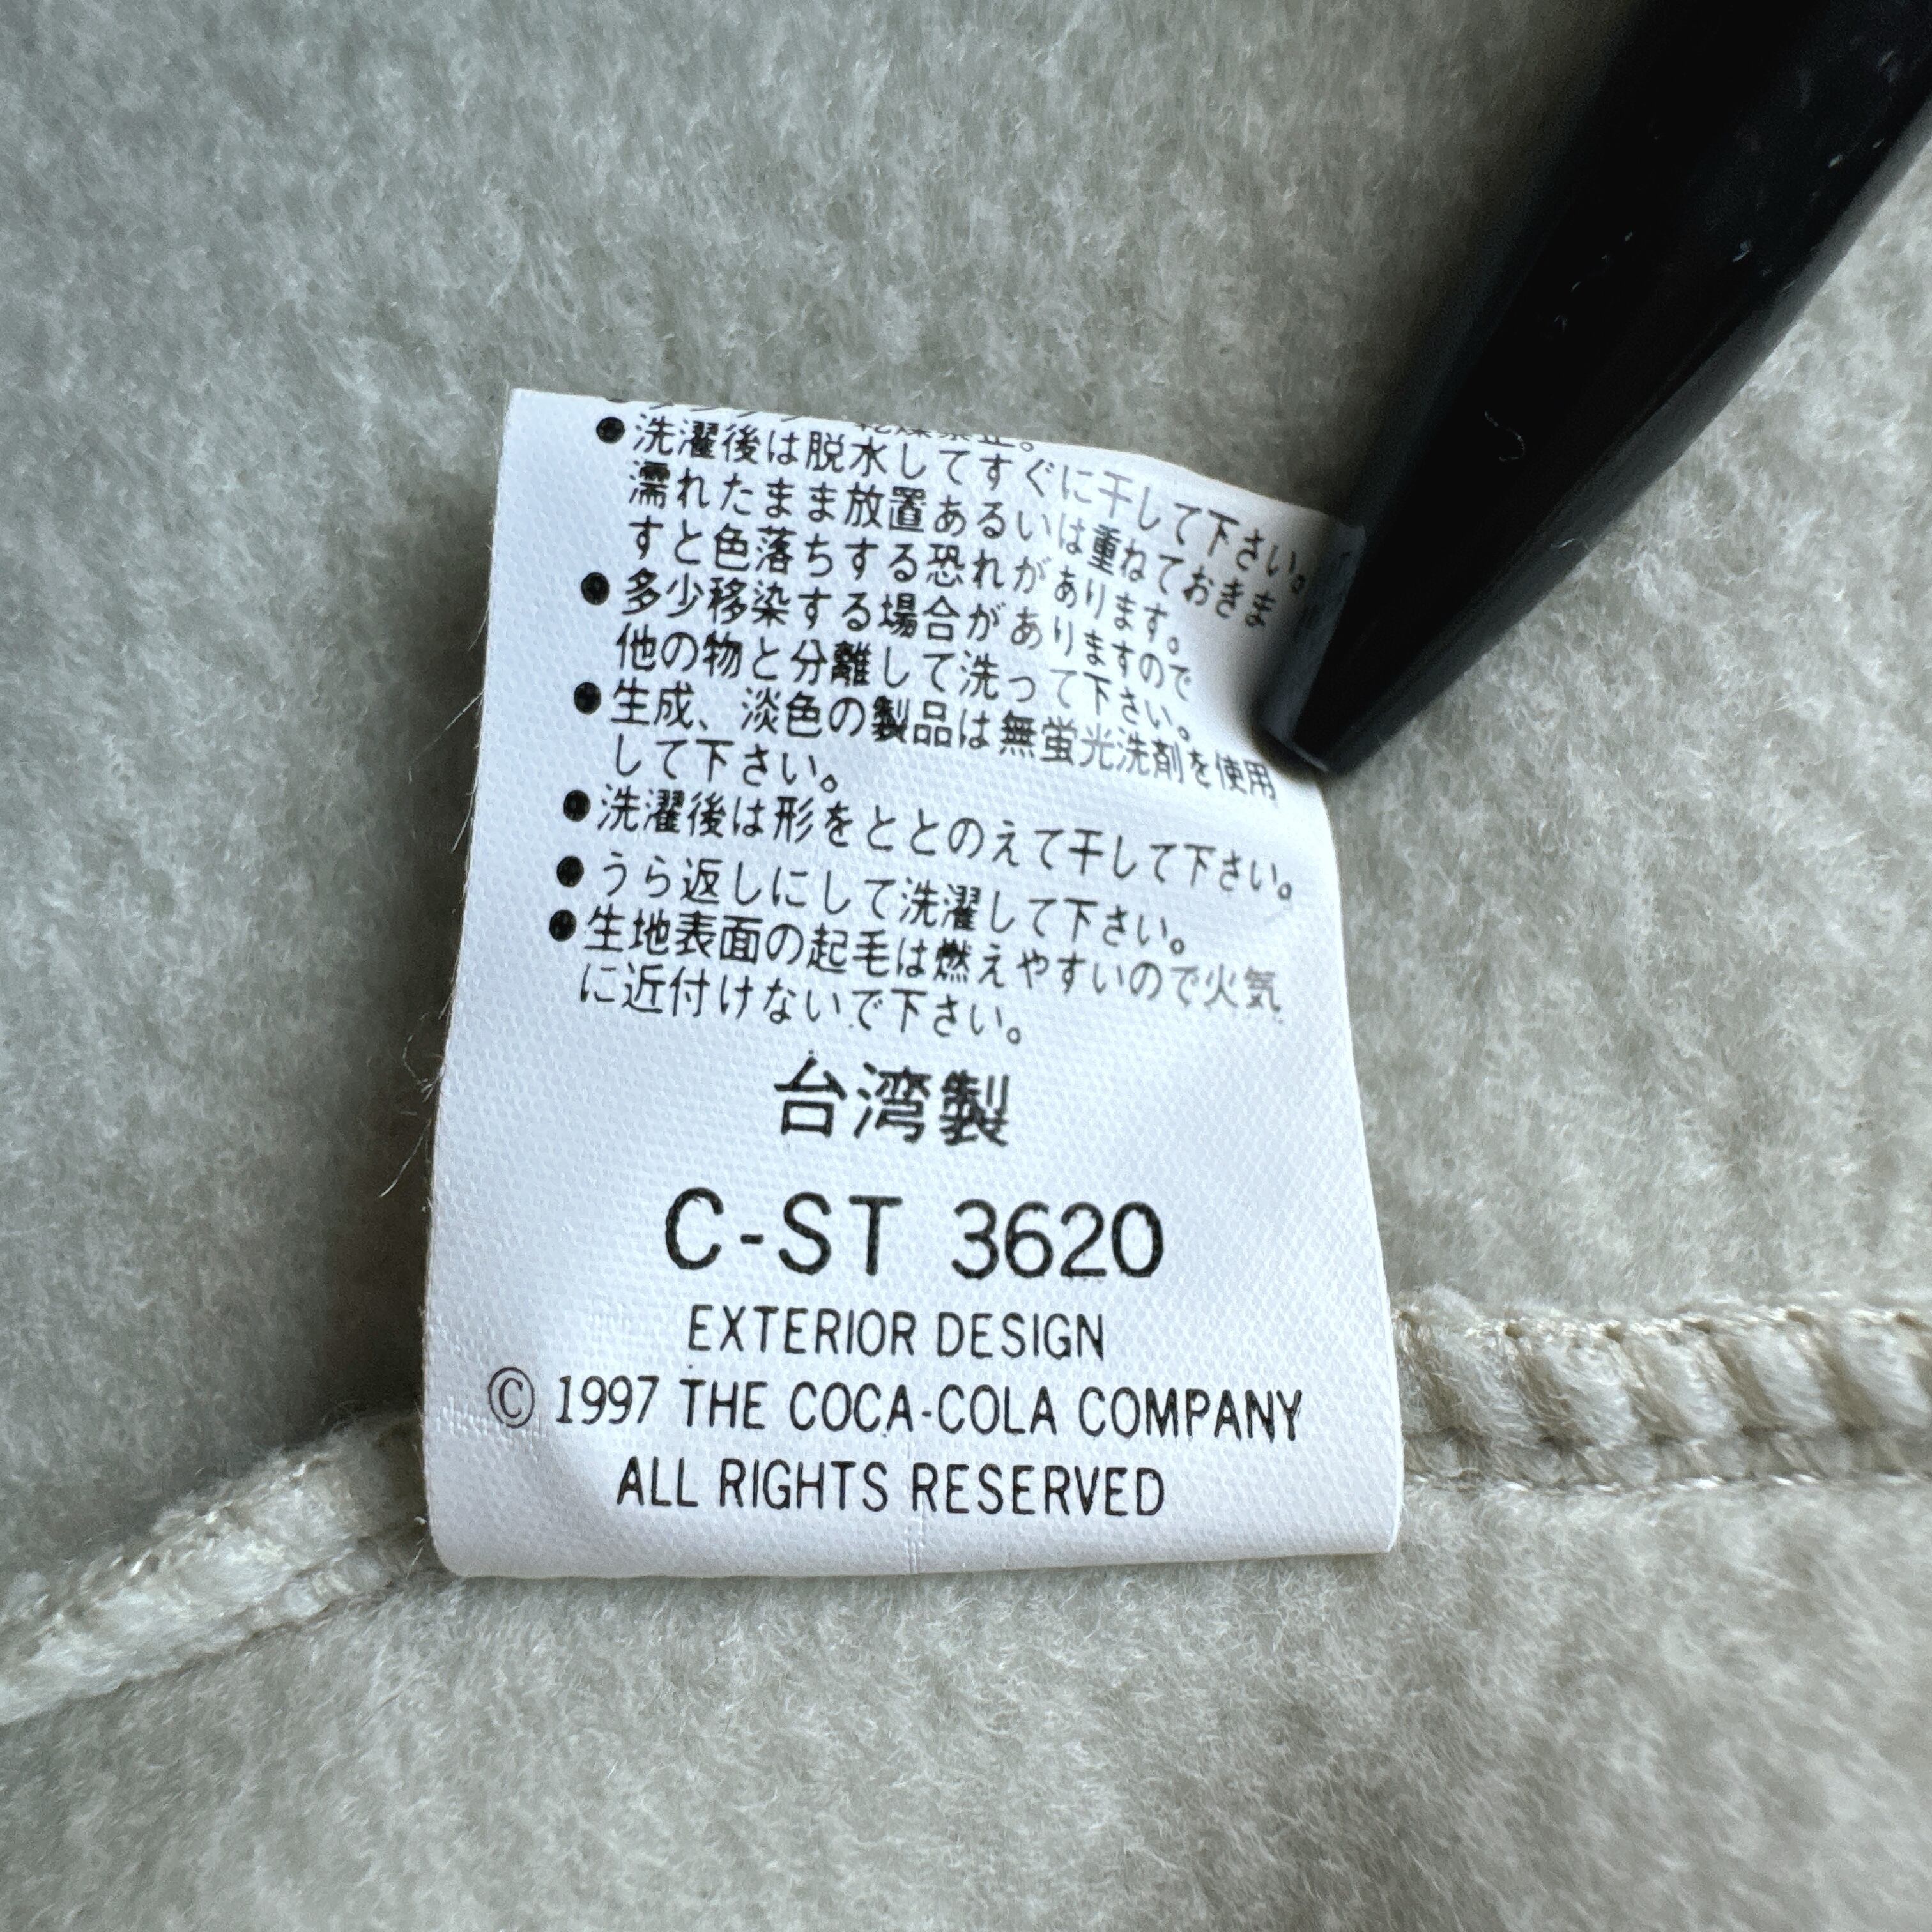 乾燥禁止。
●洗濯後は脱水してすぐに干して下さい。
濡れたまま放置あるいは重ねておきま
すと色落ちする恐れがあります。
●多少移染する場合がありますので
他の物と分離して洗って下さい。
●生成、淡色の製品は無蛍光洗剤を使用
して下さい。
●洗濯後は形をととのえて干して下さい。
●うら返しにして洗濯して下さい。
●生地表面の起毛は燃えやすいので火気
に近付けないで下さい。
台湾製
C-ST 3620
EXTERIOR DESIGN
© 1997 THE COCA-COLA COMPANY
ALL RIGHTS RESERVED